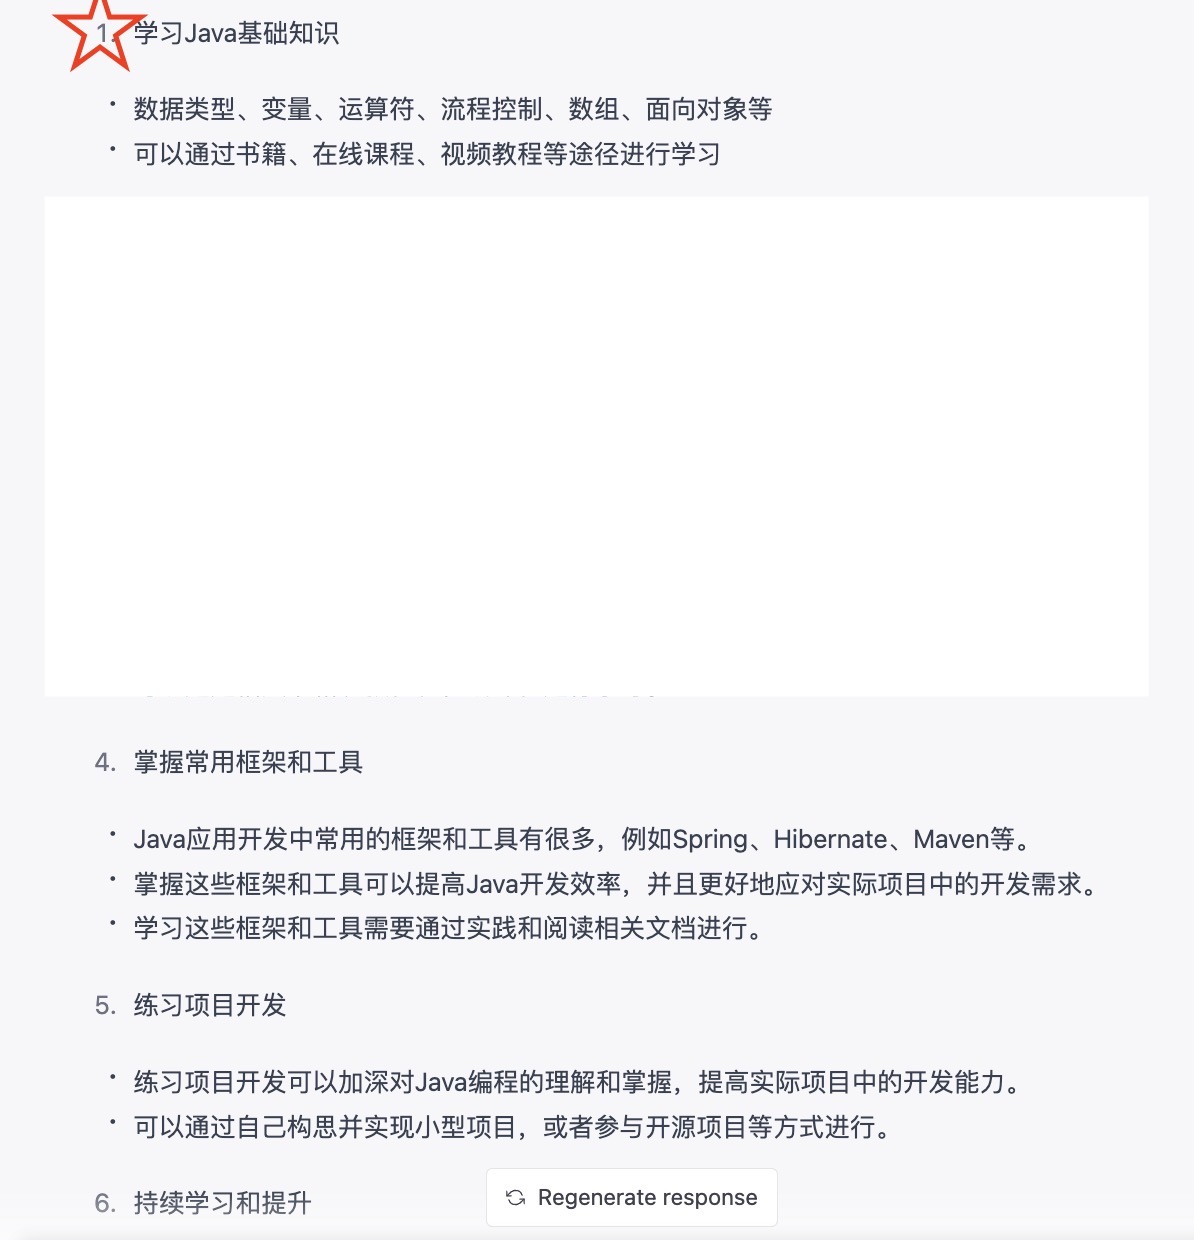 1. 学习Java基础知识
• 数据类型、变量、运算符、流程控制、数组、面向对象等
• 可以通过书籍、在线课程、视频教程等途径进行学习
4. 掌握常用框架和工具
• Java应用开发中常用的框架和工具有很多，例如Spring、Hibernate、Maven等。
• 掌握这些框架和工具可以提高Java开发效率，并且更好地应对实际项目中的开发需求。
• 学习这些框架和工具需要通过实践和阅读相关文档进行。
5. 练习项目开发
• 练习项目开发可以加深对Java编程的理解和掌握，提高实际项目中的开发能力。
• 可以通过自己构思并实现小型项目，或者参与开源项目等方式进行。
6. 持续学习和提升
Regenerate response